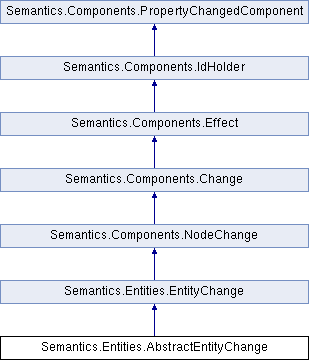 Semantics.Components.PropertyChangedComponent
Semantics.Components.IdHolder
Semantics.Components.Effect
Semantics.Components.Change
Semantics.Components.NodeChange
Semantics.Entities.EntityChange
Semantics.Entities.AbstractEntityChange